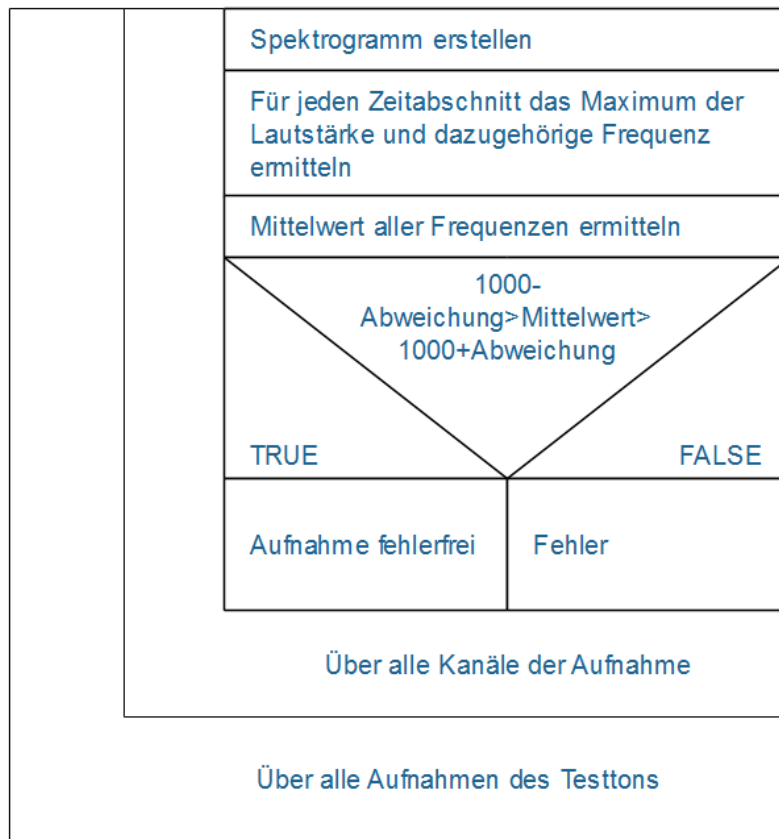 Spektrogramm erstellen
Für jeden Zeitabschnitt das Maximum der
Lautstärke und dazugehörige Frequenz
ermitteln
Mittelwert aller Frequenzen ermitteln
1000-
Abweichung>Mittelwert>
1000+Abweichung
TRUE
FALSE
Aufnahme fehlerfrei
Fehler
Über alle Kanäle der Aufnahme
Über alle Aufnahmen des Testtons